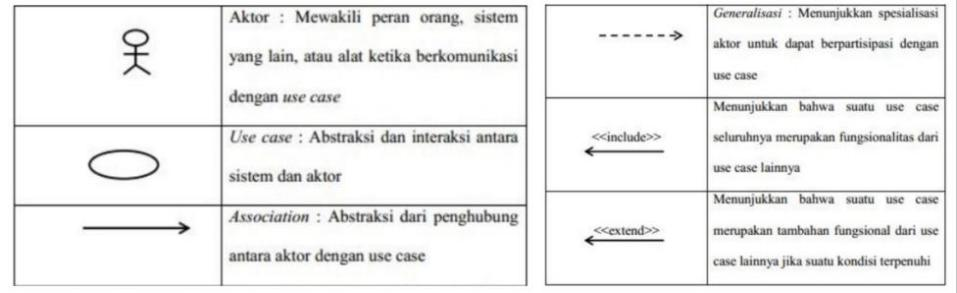 Aktor : Mewakili peran orang, sistem
yang lain, atau alat ketika berkomunikasi
dengan use case
Use case : Abstraksi dan interaksi antara
sistem dan aktor
Association : Abstraksi dari penghubung
antara aktor dengan use case
Generalisasi : Menunjukkan spesialisasi
aktor untuk dapat berpartisipasi dengan
use case
<<include>>
Menunjukkan bahwa suatu use case
seluruhnya merupakan fungsionalitas dari
use case lainnya
<<extend>>
Menunjukkan bahwa suatu use case
merupakan tambahan fungsional dari use
case lainnya jika suatu kondisi terpenuhi